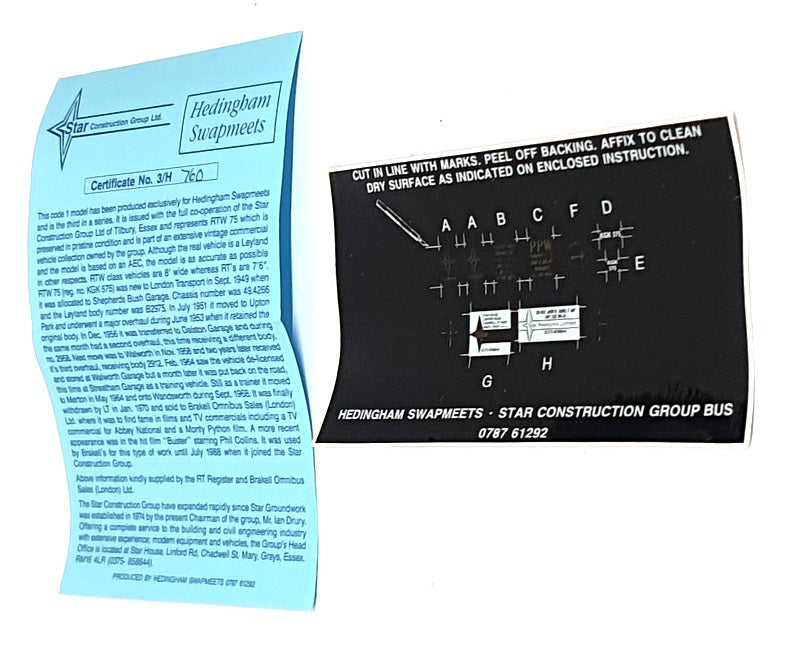 Star Construction Group Ltd.
Hedingham
Swapmeets
Certificate No. 3/H 760
This code 1 model has been produced exclusively for Hedingham Swapmeets
and is the third in a series. It is issued with the full co-operation of the Star
Construction Group Ltd of Tilbury, Essex and represents RTW 75 which is
preserved in pristine condition and is part of an extensive vintage commercial
vehicle collection owned by the group. Although the real vehicle is a Leyland
and the model is based on an AEC, the model is as accurate as possible
in other respects. RTW class vehicles are 8' wide whereas RT's are 7'6".
RTW 75 (reg. no. KGK 575) was new to London Transport in Sept. 1949 when
it was allocated to Shepherds Bush Garage. Chassis number was 49.4266
and the Leyland body number was B2975. In July 1951 it moved to Upton
Park and underwent a major overhaul during June 1953 when it retained the
original body. In Dec. 1956 it was transferred to Dalston Garage and during
the same month had a second overhaul, this time receiving a different body,
no. 2958. Next move was to Walworth in Nov. 1958 and two years later received
it's third overhaul, receiving body 2912. Feb. 1964 saw the vehicle de-licensed
and stored at Walworth Garage but a month later it was put back on the road,
this time at Streatham Garage as a training vehicle. Still as a trainer it moved
to Merton in May 1964 and onto Wandsworth during Sept. 1968. It was finally
withdrawn by LT in Jan. 1970 and sold to Brakell Omnibus Sales (London)
Ltd. where it was to find fame in films and TV commercials including a TV
commercial for Abbey National and a Monty Python film. A more recent
appearance was in the hit film "Buster" starring Phil Collins. It was used
by Brakell's for this type of work until July 1988 when it joined the Star
Construction Group.
Above information kindly supplied by the RT Register and Brakell Omnibus
Sales (London) Ltd.
The Star Construction Group have expanded rapidly since Star Groundwork
was established in 1974 by the present Chairman of the group, Mr. Ian Drury.
Offering a complete service to the building and civil engineering industry
with extensive experience; modern equipment and vehicles, the Group's Head
Office is located at Star House, Linford Rd, Chadwell St. Mary, Grays, Essex.
RM16 4LR (0375- 858844).
PRODUCED BY HEDINGHAM SWAPMEETS 0787 61292
CUT IN LINE WITH MARKS. PEEL OFF BACKING. AFFIX TO CLEAN
DRY SURFACE AS INDICATED ON ENCLOSED INSTRUCTION.
A A B C F D
PPW
KGK 575
KGK
575
E
G H
HEDINGHAM SWAPMEETS - STAR CONSTRUCTION GROUP BUS
0787 61292